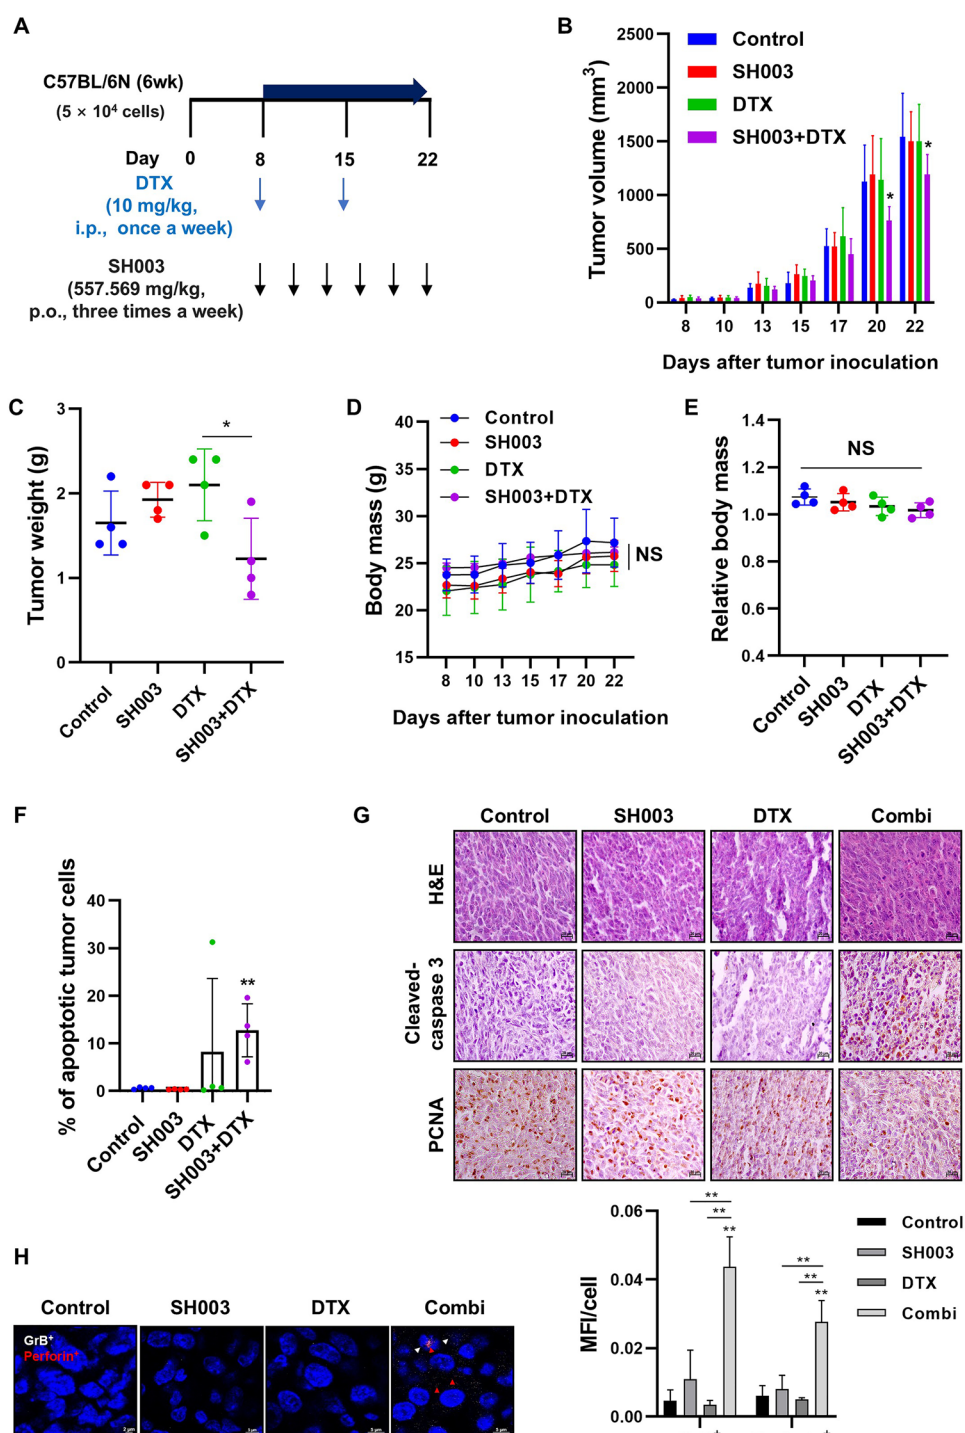 A
C57BL/6N (6wk)
(5 × 10⁴ cells)
Day 0 8 15 22
DTX
(10 mg/kg,
i.p., once a week)
SH003
(557.569 mg/kg,
p.o., three times a week)
B
Tumor volume (mm³)
2500
2000
1500
1000
500
0
Control
SH003
DTX
SH003+DTX
* *
8 10 13 15 17 20 22
Days after tumor inoculation
C
Tumor weight (g)
3
2
1
0
*
Control
SH003
DTX
SH003+DTX
D
Body mass (g)
40
35
30
25
20
15
Control
SH003
DTX
SH003+DTX
NS
8 10 13 15 17 20 22
Days after tumor inoculation
E
Relative body mass
1.4
1.2
1.0
0.8
0.6
0.4
NS
Control
SH003
DTX
SH003+DTX
F
% of apoptotic tumor cells
40
30
20
10
0
**
Control
SH003
DTX
SH003+DTX
G
Control SH003 DTX Combi
H&E
Cleaved-
caspase 3
PCNA
H
Control SH003 DTX Combi
GrB⁺
Perforin⁺
2 μm
5 μm
5 μm
MFI/cell
0.06
0.04
0.02
0.00
**
**
**
**
**
**
Control
SH003
DTX
Combi